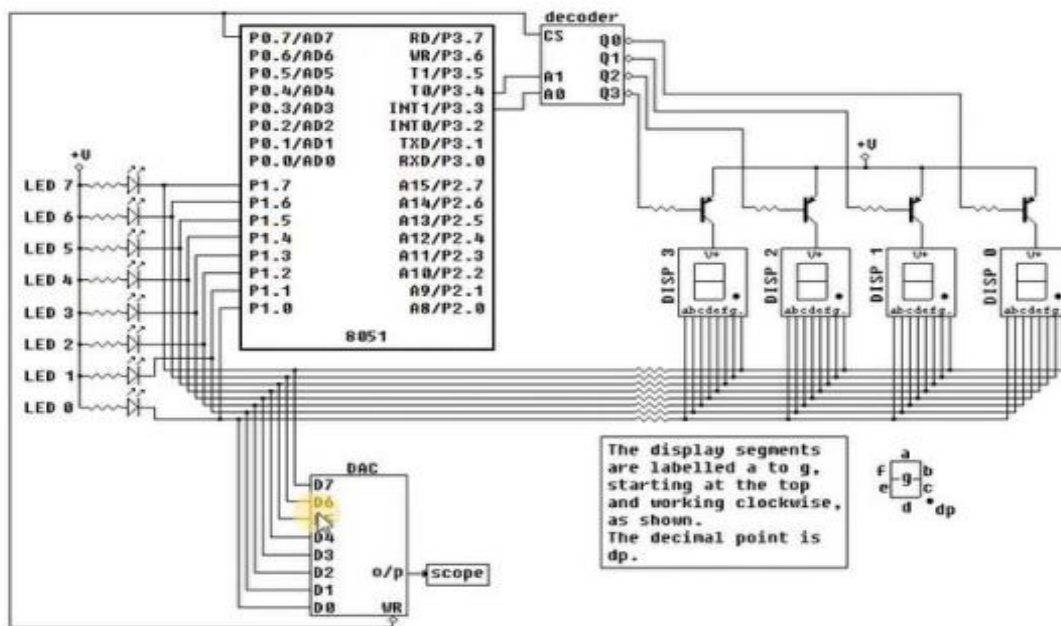 decoder
P0.7/AD7 RD/P3.7 CS Q0
P0.6/AD6 WR/P3.6 Q1
P0.5/AD5 T1/P3.5 A1 Q2
P0.4/AD4 T0/P3.4 A0 Q3
P0.3/AD3 INT1/P3.3
P0.2/AD2 INT0/P3.2
P0.1/AD1 TXD/P3.1
P0.0/AD0 RXD/P3.0
+U
+U
LED 7 P1.7 A15/P2.7
LED 6 P1.6 A14/P2.6
LED 5 P1.5 A13/P2.5
LED 4 P1.4 A12/P2.4
LED 3 P1.3 A11/P2.3
LED 2 P1.2 A10/P2.2
LED 1 P1.1 A9/P2.1
LED 0 P1.0 A8/P2.0
8051
DISP 3 V+ DISP 2 V+ DISP 1 V+ DISP 0 V+
abcdefg. abcdefg. abcdefg. abcdefg.
DAC
D7
D6
D4
D3
D2 o/p scope
D1
D0 WR
The display segments
are labelled a to g,
starting at the top
and working clockwise,
as shown.
The decimal point is
dp.
a
f b
g
e c
d dp